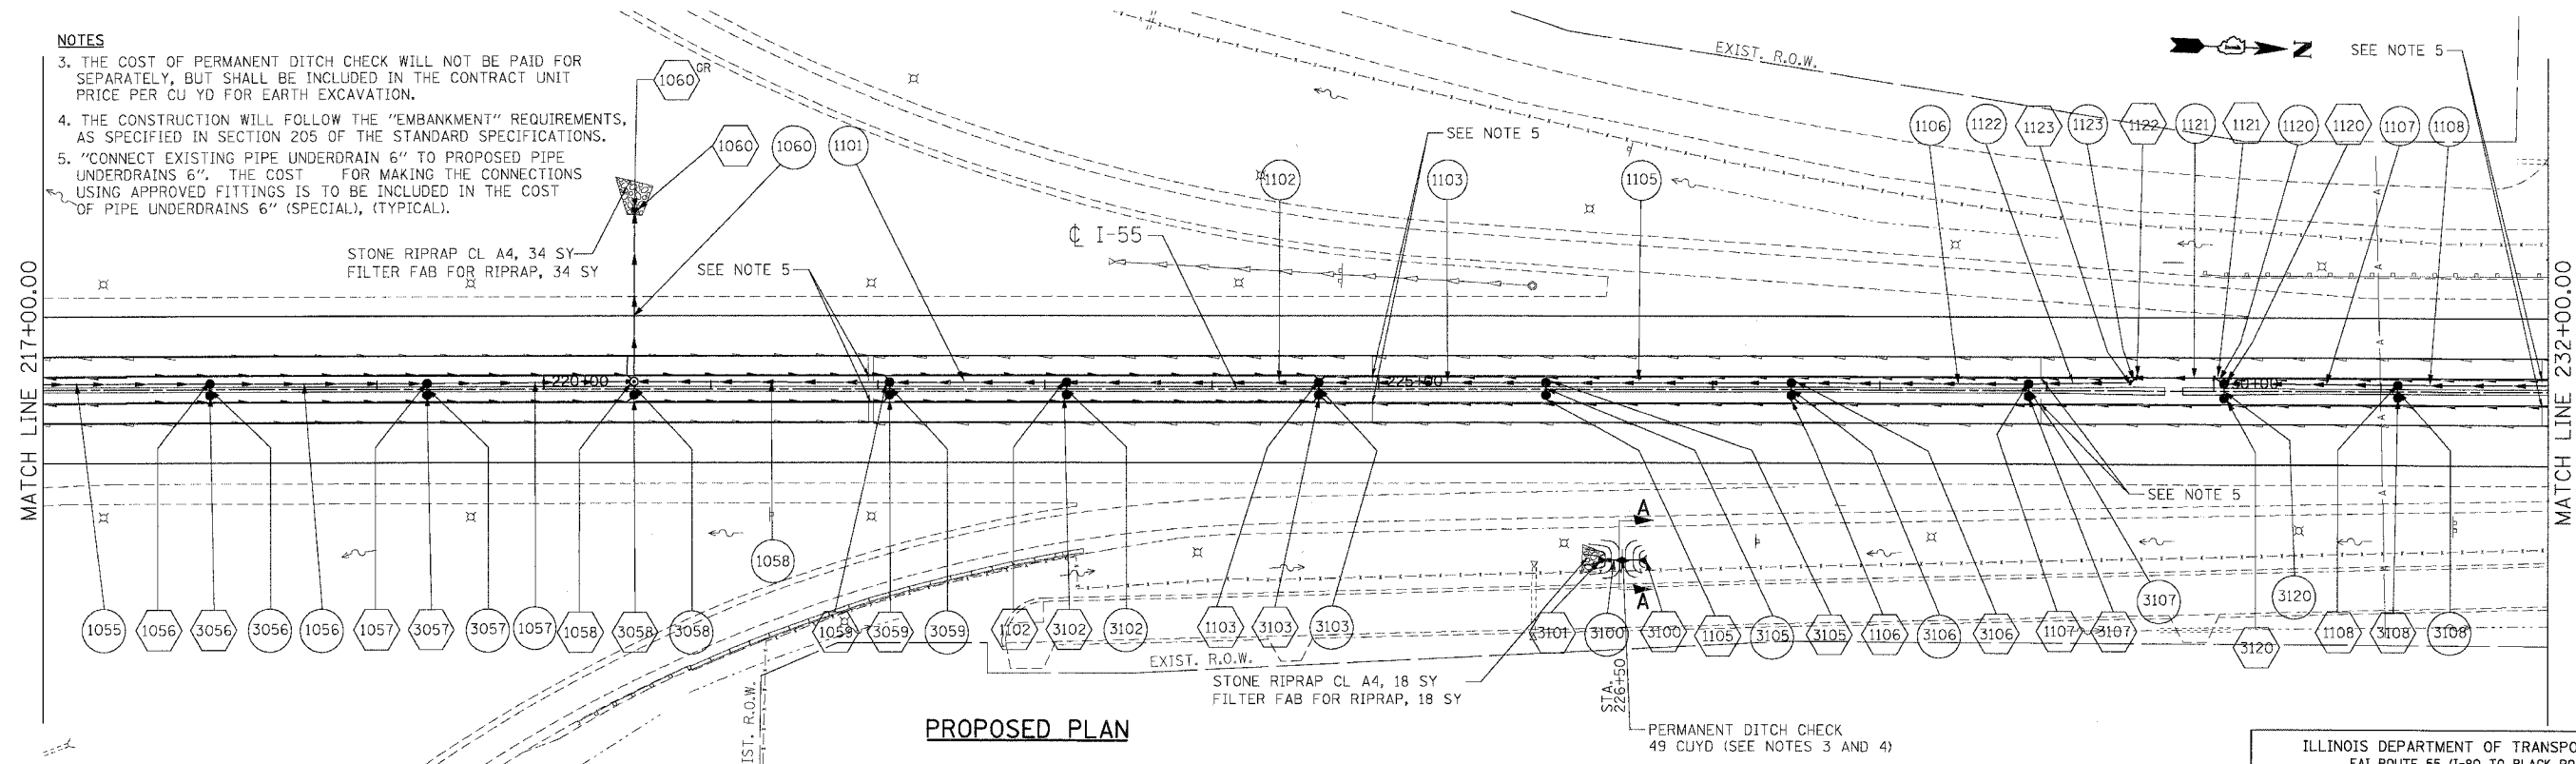 NOTES
3. THE COST OF PERMANENT DITCH CHECK WILL NOT BE PAID FOR
SEPARATELY, BUT SHALL BE INCLUDED IN THE CONTRACT UNIT
PRICE PER CU YD FOR EARTH EXCAVATION.
4. THE CONSTRUCTION WILL FOLLOW THE "EMBANKMENT" REQUIREMENTS,
AS SPECIFIED IN SECTION 205 OF THE STANDARD SPECIFICATIONS.
5. "CONNECT EXISTING PIPE UNDERDRAIN 6" TO PROPOSED PIPE
UNDERDRAINS 6". THE COST FOR MAKING THE CONNECTIONS
USING APPROVED FITTINGS IS TO BE INCLUDED IN THE COST
OF PIPE UNDERDRAINS 6" (SPECIAL), (TYPICAL).
1060 GR
1060 1060 1101
EXIST. R.O.W.
N
SEE NOTE 5
SEE NOTE 5
1106 1122 1123 1123 1122 1121 1121 1120 1120 1107 1108
1102 1103 1105
STONE RIPRAP CL A4, 34 SY
FILTER FAB FOR RIPRAP, 34 SY
SEE NOTE 5
℄ I-55
MATCH LINE 217+00.00
MATCH LINE 232+00.00
220+00
225+00
SEE NOTE 5
A
A
1058
1055 1056 3056 3056 1056 1057 3057 3057 1057 1058 3058 3058 1059 3059 3059 1102 3102 3102 1103 3103 3103 3101 3100 3100 1105 3105 3105 1106 3106 3106 1107 3107 3107 3120 3120 1108 3108 3108
EXIST. R.O.W.
STONE RIPRAP CL A4, 18 SY
FILTER FAB FOR RIPRAP, 18 SY
STA.
226+50
IST. R.O.W.
PROPOSED PLAN
PERMANENT DITCH CHECK
49 CUYD (SEE NOTES 3 AND 4)
ILLINOIS DEPARTMENT OF TRANSPO